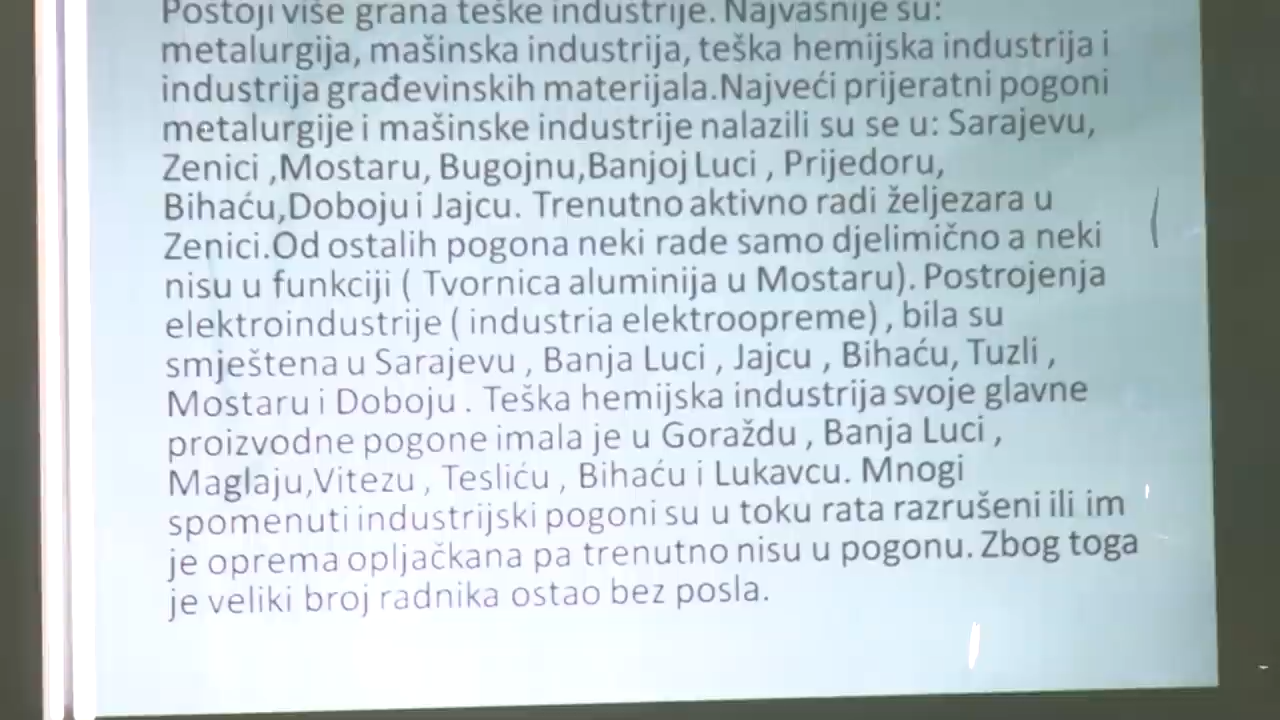 Postoji više grana teške industrije. Najvašnije su:
metalurgija, mašinska industrija, teška hemijska industrija i
industrija građevinskih materijala.Najveći prijeratni pogoni
metalurgije i mašinske industrije nalazili su se u: Sarajevu,
Zenici ,Mostaru, Bugojnu,Banjoj Luci , Prijedoru,
Bihaću,Doboju i Jajcu. Trenutno aktivno radi željezara u
Zenici.Od ostalih pogona neki rade samo djelimično a neki
nisu u funkciji ( Tvornica aluminija u Mostaru). Postrojenja
elektroindustrije ( industria elektroopreme) , bila su
smještena u Sarajevu , Banja Luci , Jajcu , Bihaću, Tuzli ,
Mostaru i Doboju . Teška hemijska industrija svoje glavne
proizvodne pogone imala je u Goraždu , Banja Luci ,
Maglaju,Vitezu , Tesliću , Bihaću i Lukavcu. Mnogi
spomenuti industrijski pogoni su u toku rata razrušeni ili im
je oprema opljačkana pa trenutno nisu u pogonu. Zbog toga
je veliki broj radnika ostao bez posla.